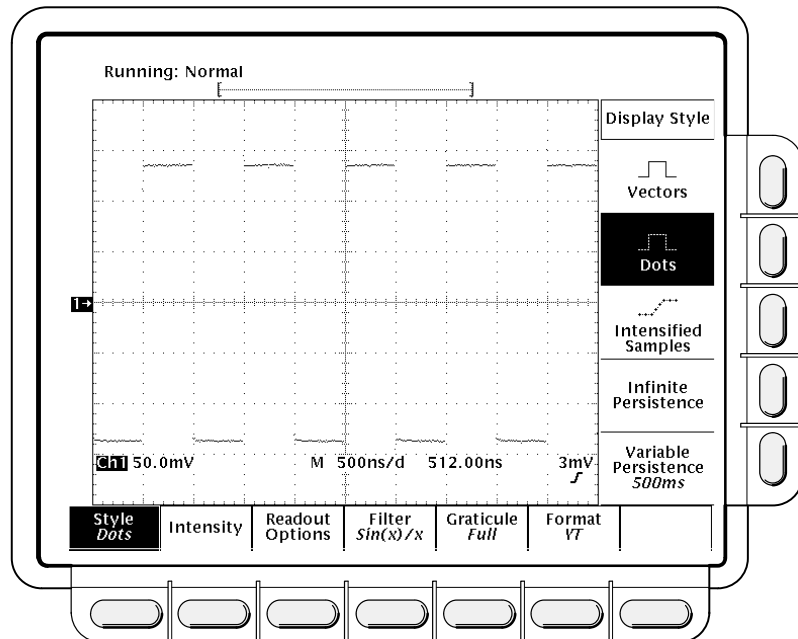 Running: Normal
Display Style
Vectors
Dots
1→
Intensified
Samples
Infinite
Persistence
Variable
Persistence
500ms
Ch1 50.0mV M 500ns/d 512.00ns 3mV
Style
Dots
Intensity
Readout
Options
Filter
Sin(x)/x
Graticule
Full
Format
YT